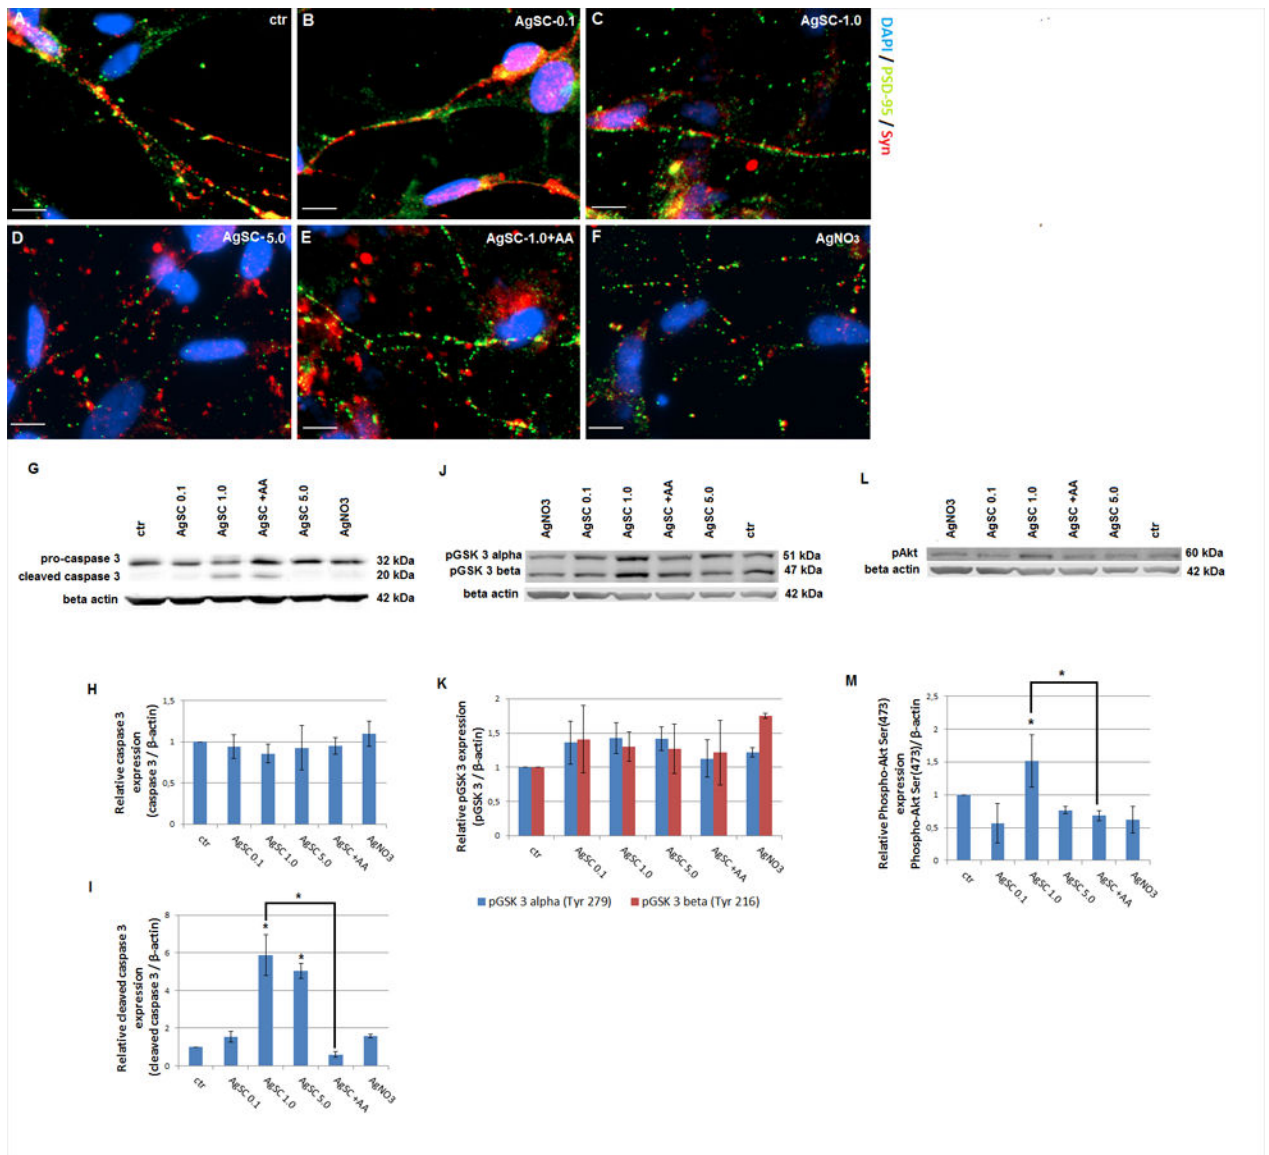 A
ctr
B
AgSC-0.1
C
AgSC-1.0
DAPI / PSD-95 / Syn
D
AgSC-5.0
E
AgSC-1.0+AA
F
AgNO3
G
ctr
AgSC 0.1
AgSC 1.0
AgSC +AA
AgSC 5.0
AgNO3
pro-caspase 3
32 kDa
cleaved caspase 3
20 kDa
beta actin
42 kDa
J
AgNO3
AgSC 0.1
AgSC 1.0
AgSC +AA
AgSC 5.0
ctr
pGSK 3 alpha
51 kDa
pGSK 3 beta
47 kDa
beta actin
42 kDa
L
AgNO3
AgSC 0.1
AgSC 1.0
AgSC +AA
AgSC 5.0
ctr
pAkt
60 kDa
beta actin
42 kDa
H
Relative caspase 3
expression
(caspase 3 / β-actin)
1,5
1
0,5
0
ctr
AgSC 0.1
AgSC 1.0
AgSC 5.0
AgSC +AA
AgNO3
I
Relative cleaved caspase 3
expression
(cleaved caspase 3 / β-actin)
8
6
4
2
0
*
*
*
ctr
AgSC 0.1
AgSC 1.0
AgSC 5.0
AgSC +AA
AgNO3
K
Relative pGSK 3 expression
(pGSK 3 / β-actin)
2
1,5
1
0,5
0
ctr
AgSC 0.1
AgSC 1.0
AgSC 5.0
AgSC +AA
AgNO3
pGSK 3 alpha (Tyr 279)
pGSK 3 beta (Tyr 216)
M
Relative Phospho-Akt Ser(473)
expression
Phospho-Akt Ser(473)/ β-actin
2,5
2
1,5
1
0,5
0
*
*
ctr
AgSC 0.1
AgSC 1.0
AgSC 5.0
AgSC +AA
AgNO3